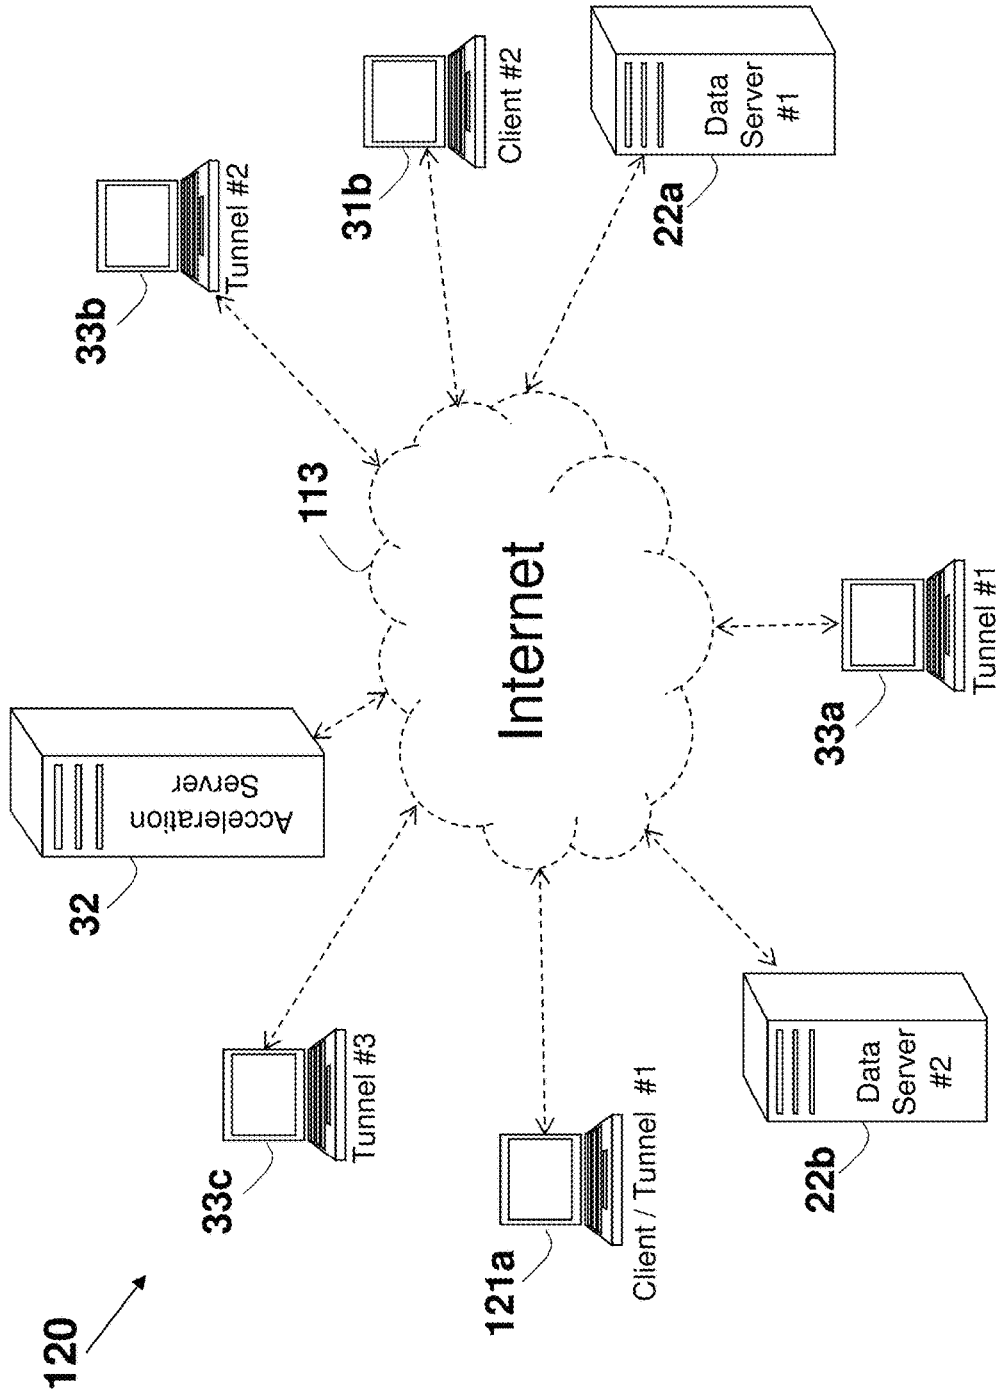 120
33c
Tunnel #3
32
Acceleration
Server
33b
Tunnel #2
121a
Client / Tunnel #1
113
Internet
31b
Client #2
22b
Data
Server
#2
33a
Tunnel #1
22a
Data
Server
#1